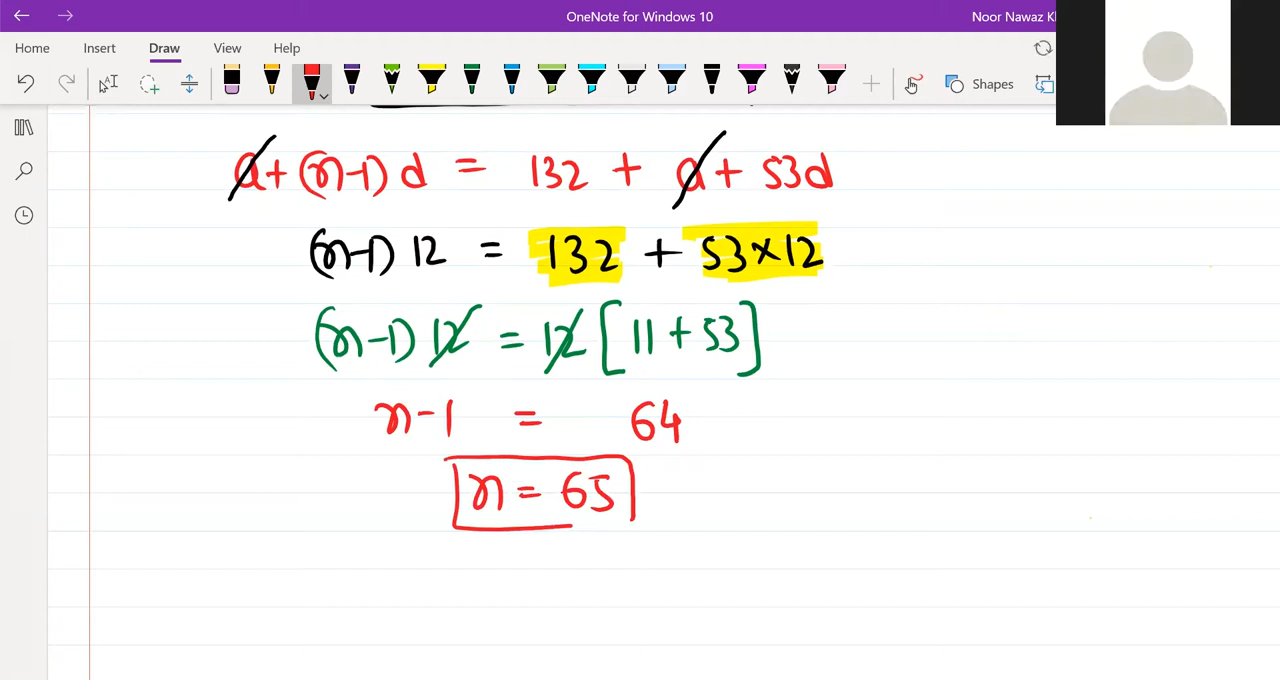 OneNote for Windows 10
Noor Nawaz Kh
Home Insert Draw View Help
Shapes
a + (n-1) d = 132 + a + 53d
(n-1) 12 = 132 + 53×12
(n-1) 12 = 12 [ 11 + 53 ]
n-1 = 64
n = 65